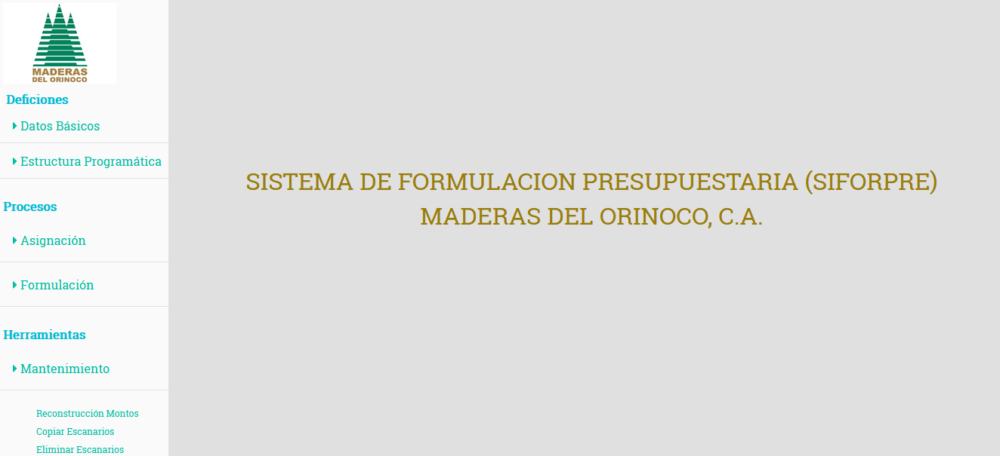 MADERAS
DEL ORINOCO
Deficiones
Datos Básicos
Estructura Programática
Procesos
Asignación
Formulación
Herramientas
Mantenimiento
Reconstrucción Montos
Copiar Escanarios
Eliminar Escanarios
SISTEMA DE FORMULACION PRESUPUESTARIA (SIFORPRE)
MADERAS DEL ORINOCO, C.A.